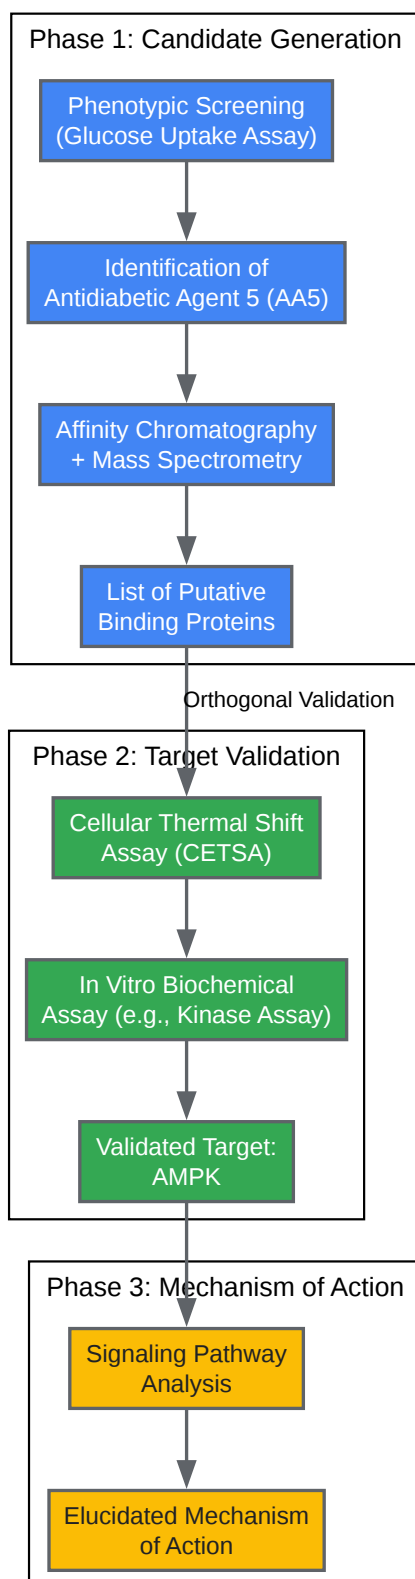 Phase 1: Candidate Generation
Phenotypic Screening
(Glucose Uptake Assay)
Identification of
Antidiabetic Agent 5 (AA5)
Affinity Chromatography
+ Mass Spectrometry
List of Putative
Binding Proteins
Orthogonal Validation
Phase 2: Target Validation
Cellular Thermal Shift
Assay (CETSA)
In Vitro Biochemical
Assay (e.g., Kinase Assay)
Validated Target:
AMPK
Phase 3: Mechanism of Action
Signaling Pathway
Analysis
Elucidated Mechanism
of Action